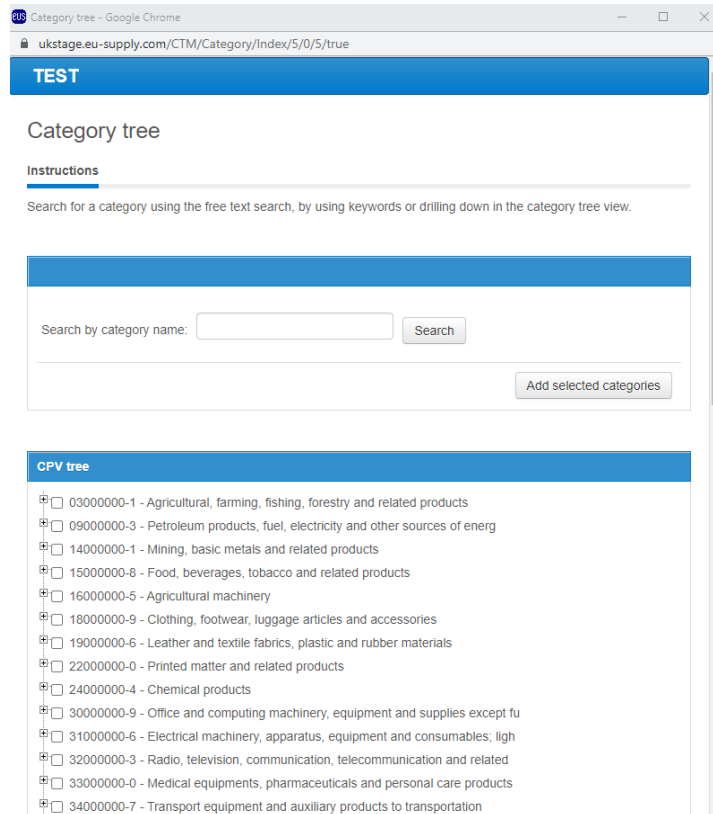 eus Category tree - Google Chrome
ukstage.eu-supply.com/CTM/Category/Index/5/0/5/true
TEST
Category tree
Instructions
Search for a category using the free text search, by using keywords or drilling down in the category tree view.
Search by category name: Search
Add selected categories
CPV tree
03000000-1 - Agricultural, farming, fishing, forestry and related products
09000000-3 - Petroleum products, fuel, electricity and other sources of energ
14000000-1 - Mining, basic metals and related products
15000000-8 - Food, beverages, tobacco and related products
16000000-5 - Agricultural machinery
18000000-9 - Clothing, footwear, luggage articles and accessories
19000000-6 - Leather and textile fabrics, plastic and rubber materials
22000000-0 - Printed matter and related products
24000000-4 - Chemical products
30000000-9 - Office and computing machinery, equipment and supplies except fu
31000000-6 - Electrical machinery, apparatus, equipment and consumables; ligh
32000000-3 - Radio, television, communication, telecommunication and related
33000000-0 - Medical equipments, pharmaceuticals and personal care products
34000000-7 - Transport equipment and auxiliary products to transportation